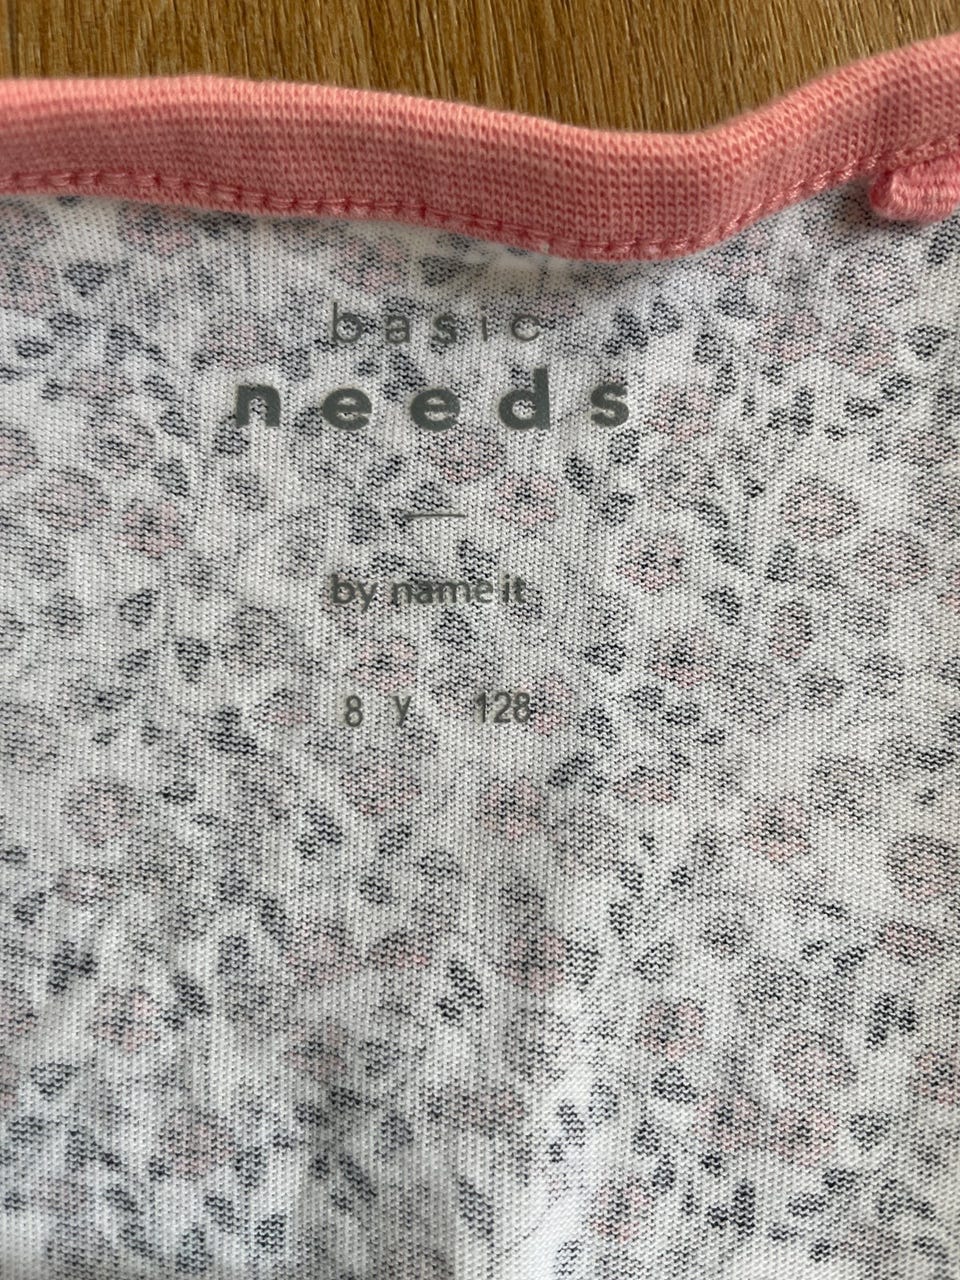 basic
needs
by name it
8 y 128